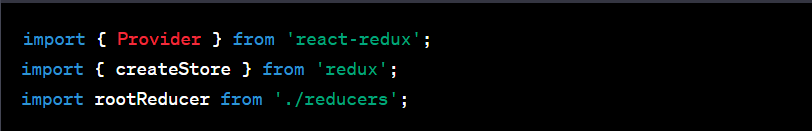 import { Provider } from 'react-redux';
import { createStore } from 'redux';
import rootReducer from './reducers';